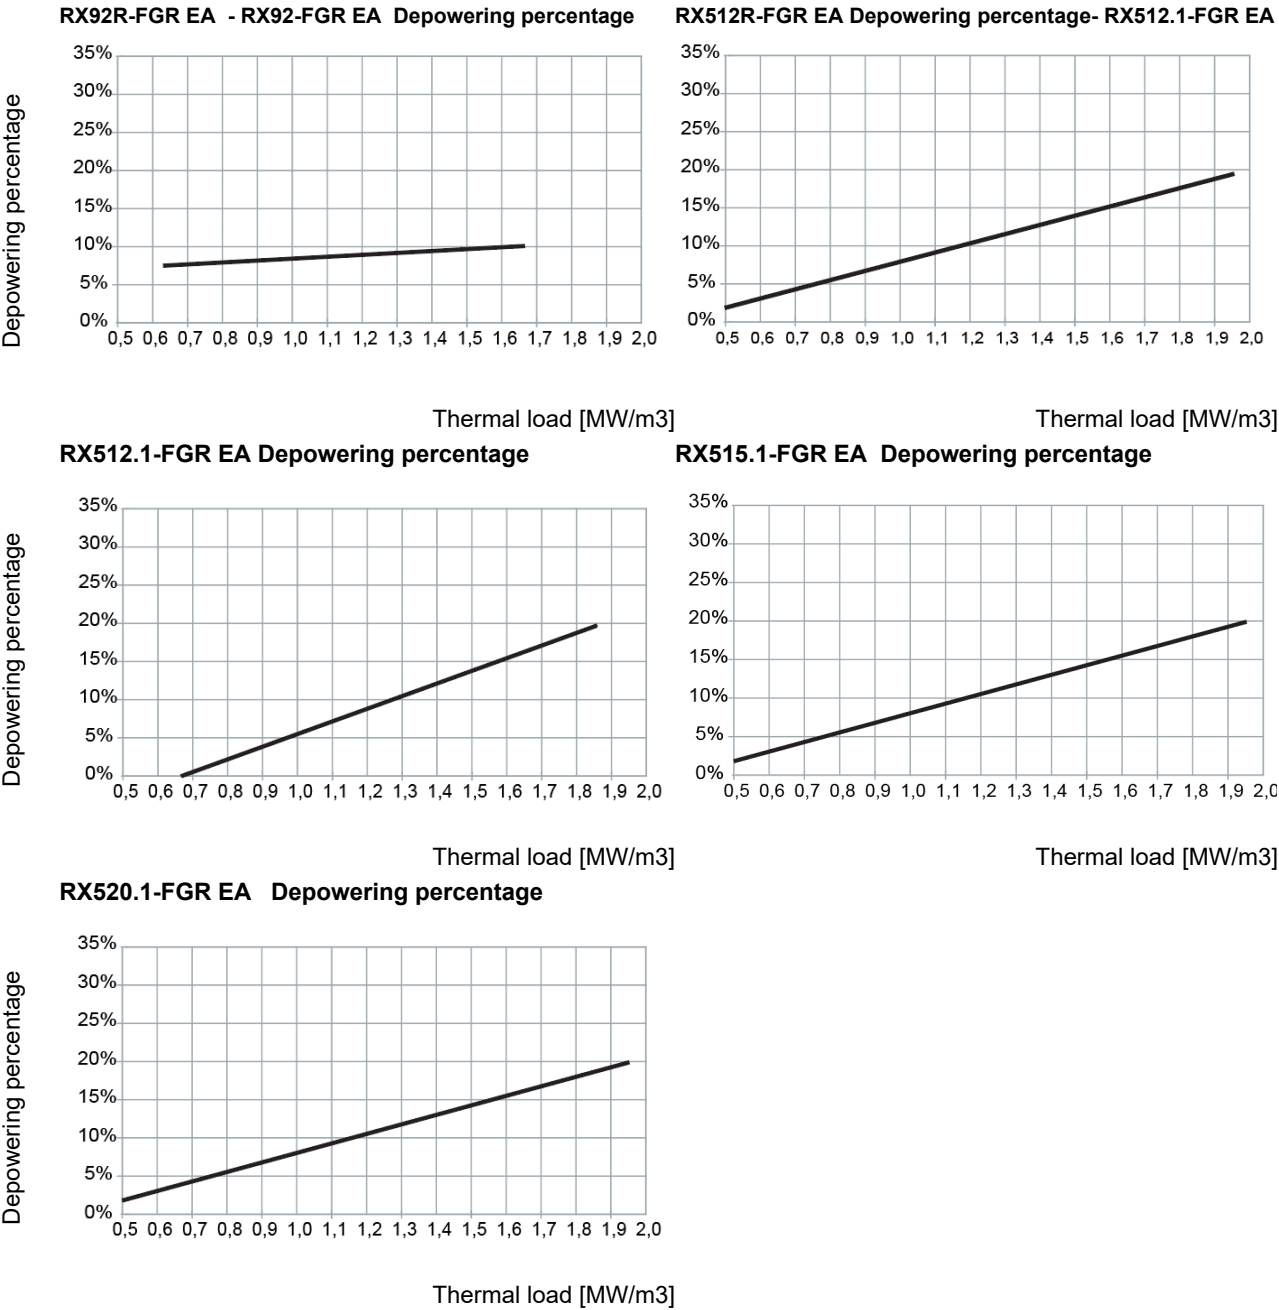 RX92R-FGR EA - RX92-FGR EA Depowering percentage
35%
30%
25%
20%
15%
10%
5%
0%
0,5 0,6 0,7 0,8 0,9 1,0 1,1 1,2 1,3 1,4 1,5 1,6 1,7 1,8 1,9 2,0
Depowering percentage
Thermal load [MW/m3]
RX512R-FGR EA Depowering percentage- RX512.1-FGR EA
35%
30%
25%
20%
15%
10%
5%
0%
0,5 0,6 0,7 0,8 0,9 1,0 1,1 1,2 1,3 1,4 1,5 1,6 1,7 1,8 1,9 2,0
Thermal load [MW/m3]
RX512.1-FGR EA Depowering percentage
35%
30%
25%
20%
15%
10%
5%
0%
0,5 0,6 0,7 0,8 0,9 1,0 1,1 1,2 1,3 1,4 1,5 1,6 1,7 1,8 1,9 2,0
Depowering percentage
Thermal load [MW/m3]
RX515.1-FGR EA Depowering percentage
35%
30%
25%
20%
15%
10%
5%
0%
0,5 0,6 0,7 0,8 0,9 1,0 1,1 1,2 1,3 1,4 1,5 1,6 1,7 1,8 1,9 2,0
Thermal load [MW/m3]
RX520.1-FGR EA Depowering percentage
35%
30%
25%
20%
15%
10%
5%
0%
0,5 0,6 0,7 0,8 0,9 1,0 1,1 1,2 1,3 1,4 1,5 1,6 1,7 1,8 1,9 2,0
Depowering percentage
Thermal load [MW/m3]